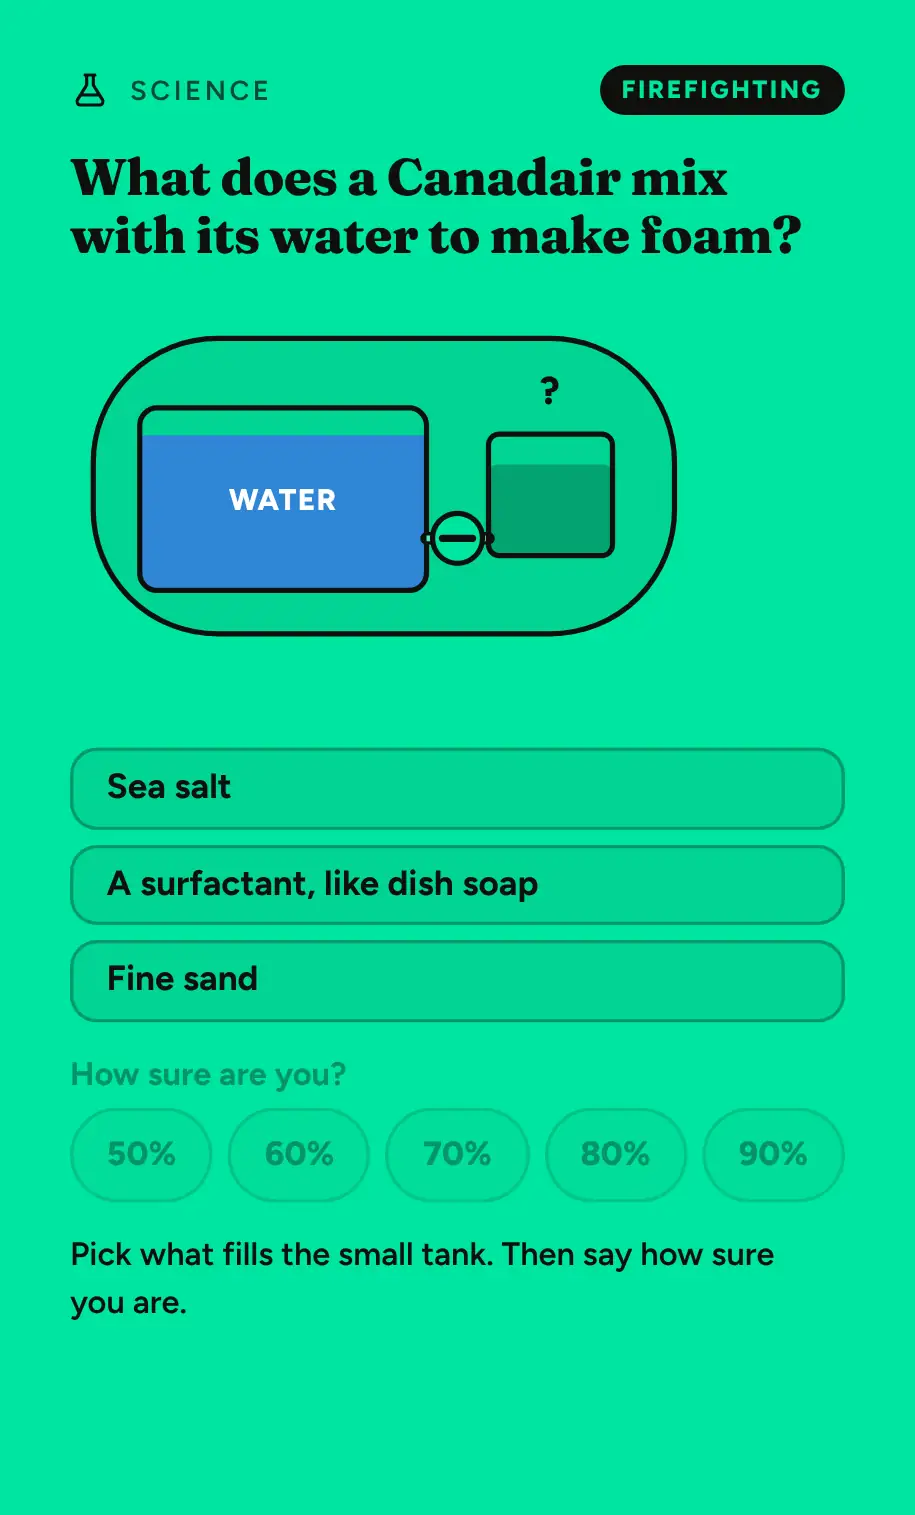 SCIENCE
FIREFIGHTING
What does a Canadair mix
with its water to make foam?
?
WATER
Sea salt
A surfactant, like dish soap
Fine sand
How sure are you?
50%
60%
70%
80%
90%
Pick what fills the small tank. Then say how sure
you are.